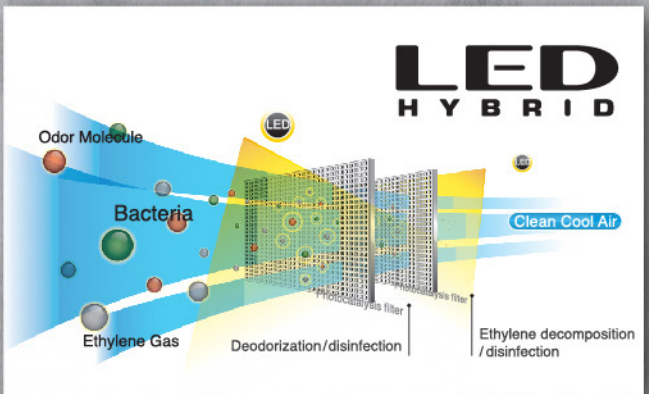 LED
HYBRID
LED
Odor Molecule
LED
Bacteria
Clean Cool Air
Photocatalysis filter
Photocatalysis filter
Ethylene Gas
Deodorization/disinfection
Ethylene decomposition
/disinfection